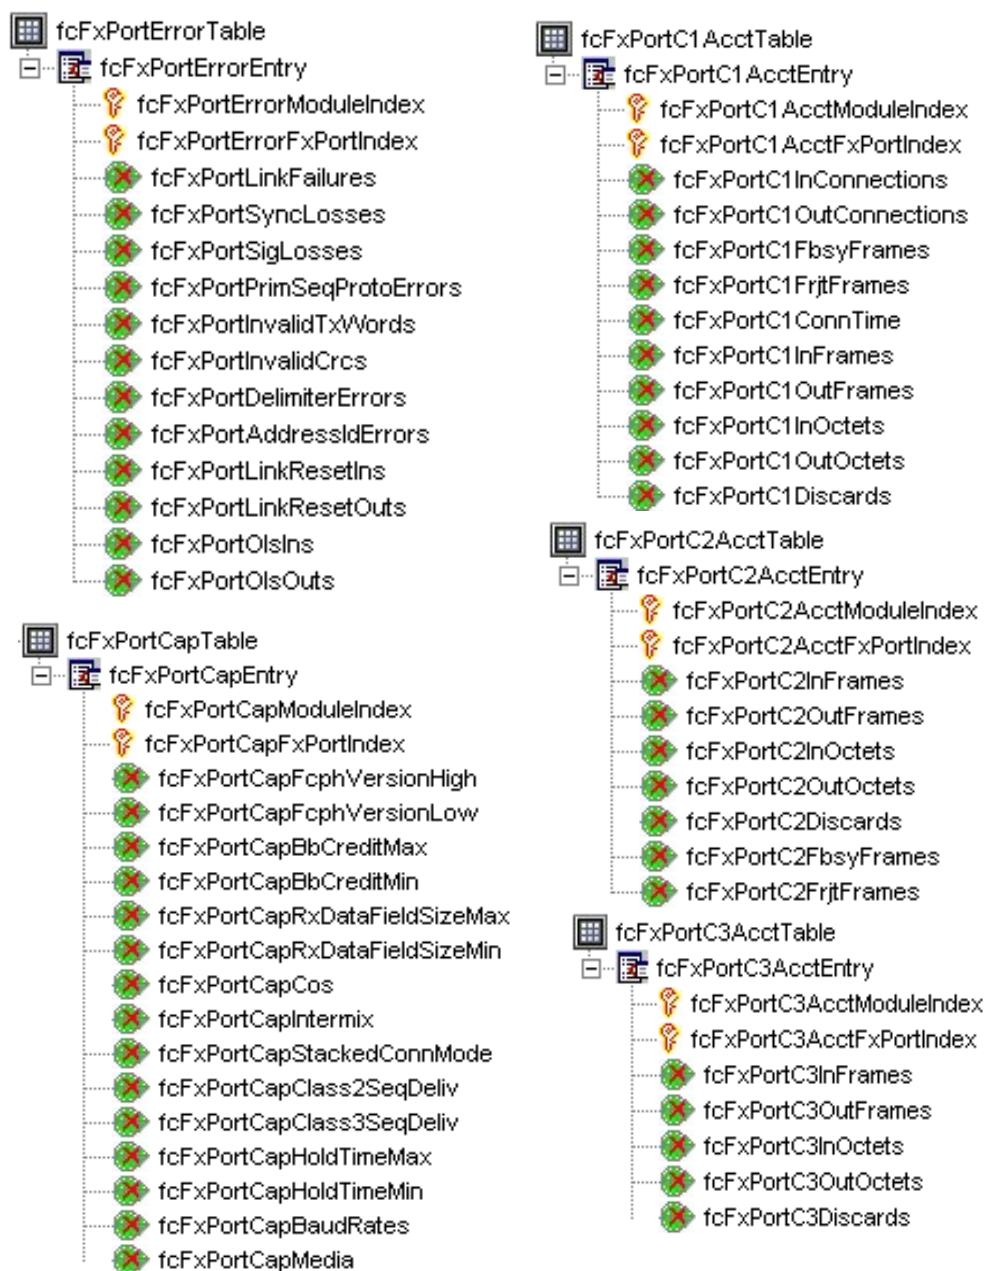 fcFxPortErrorTable
fcFxPortErrorEntry
fcFxPortErrorModuleIndex
fcFxPortErrorFxPortIndex
fcFxPortLinkFailures
fcFxPortSyncLosses
fcFxPortSigLosses
fcFxPortPrimSeqProtoErrors
fcFxPortInvalidTxWords
fcFxPortInvalidCrcs
fcFxPortDelimiterErrors
fcFxPortAddressIdErrors
fcFxPortLinkResetIns
fcFxPortLinkResetOuts
fcFxPortOlsIns
fcFxPortOlsOuts
fcFxPortCapTable
fcFxPortCapEntry
fcFxPortCapModuleIndex
fcFxPortCapFxPortIndex
fcFxPortCapFcphVersionHigh
fcFxPortCapFcphVersionLow
fcFxPortCapBbCreditMax
fcFxPortCapBbCreditMin
fcFxPortCapRxDataFieldSizeMax
fcFxPortCapRxDataFieldSizeMin
fcFxPortCapCos
fcFxPortCapIntermix
fcFxPortCapStackedConnMode
fcFxPortCapClass2SeqDeliv
fcFxPortCapClass3SeqDeliv
fcFxPortCapHoldTimeMax
fcFxPortCapHoldTimeMin
fcFxPortCapBaudRates
fcFxPortCapMedia
fcFxPortC1AcctTable
fcFxPortC1AcctEntry
fcFxPortC1AcctModuleIndex
fcFxPortC1AcctFxPortIndex
fcFxPortC1InConnections
fcFxPortC1OutConnections
fcFxPortC1FbsyFrames
fcFxPortC1FrjtFrames
fcFxPortC1ConnTime
fcFxPortC1InFrames
fcFxPortC1OutFrames
fcFxPortC1InOctets
fcFxPortC1OutOctets
fcFxPortC1Discards
fcFxPortC2AcctTable
fcFxPortC2AcctEntry
fcFxPortC2AcctModuleIndex
fcFxPortC2AcctFxPortIndex
fcFxPortC2InFrames
fcFxPortC2OutFrames
fcFxPortC2InOctets
fcFxPortC2OutOctets
fcFxPortC2Discards
fcFxPortC2FbsyFrames
fcFxPortC2FrjtFrames
fcFxPortC3AcctTable
fcFxPortC3AcctEntry
fcFxPortC3AcctModuleIndex
fcFxPortC3AcctFxPortIndex
fcFxPortC3InFrames
fcFxPortC3OutFrames
fcFxPortC3InOctets
fcFxPortC3OutOctets
fcFxPortC3Discards